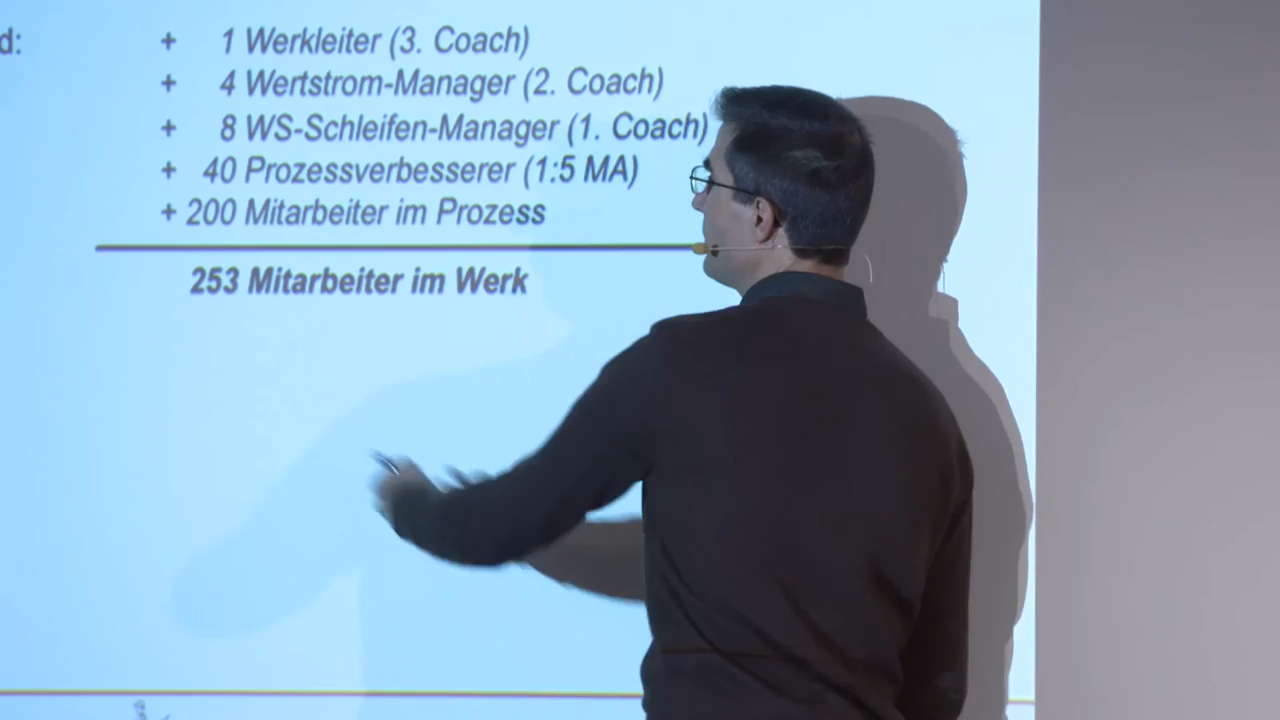 d:
+ 1 Werkleiter (3. Coach)
+ 4 Wertstrom-Manager (2. Coach)
+ 8 WS-Schleifen-Manager (1. Coach)
+ 40 Prozessverbesserer (1:5 MA)
+ 200 Mitarbeiter im Prozess
253 Mitarbeiter im Werk